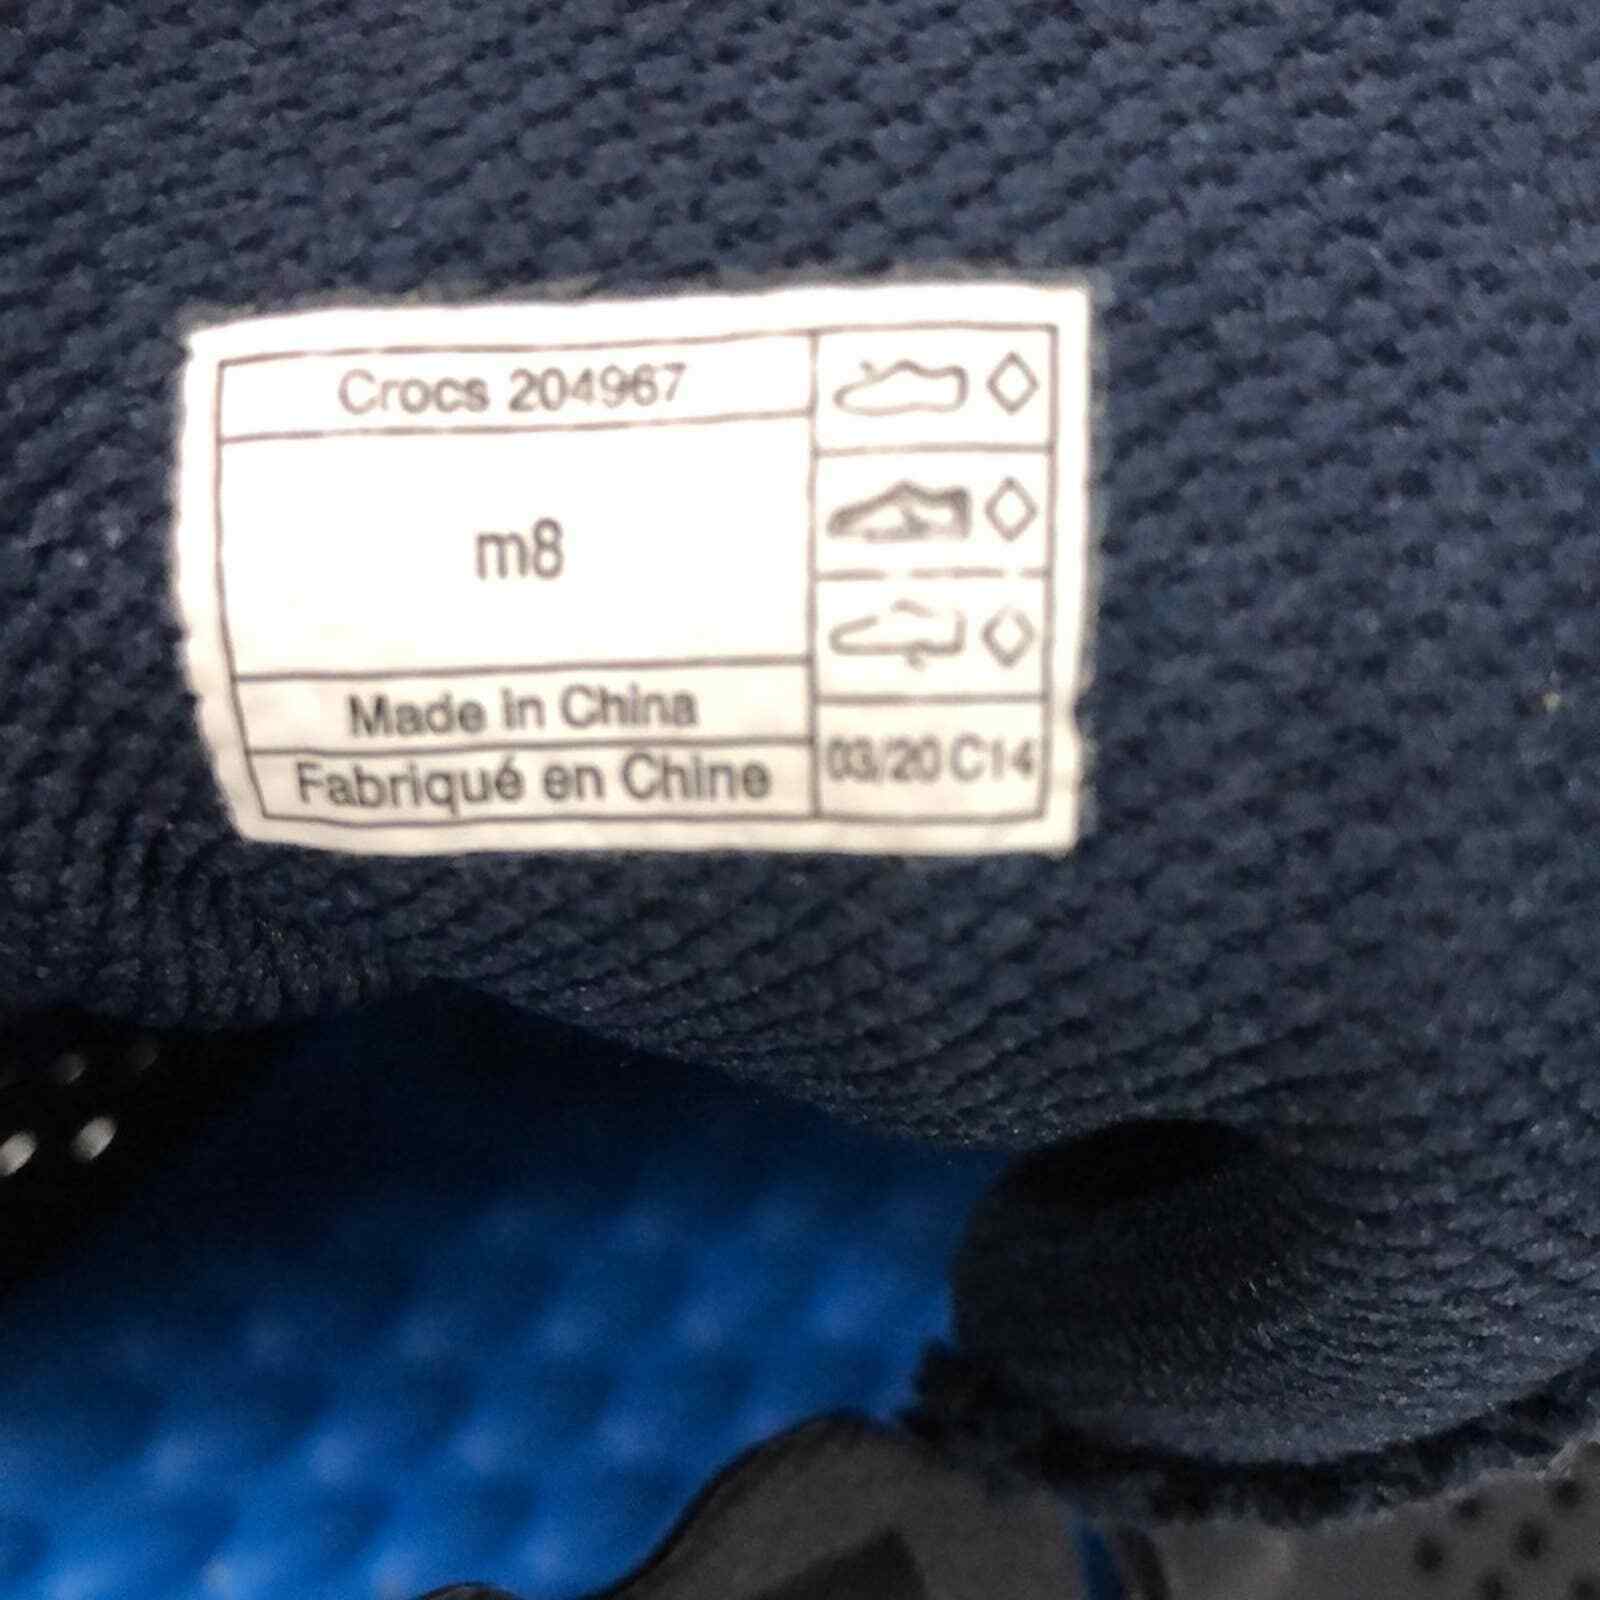 Crocs 204967
m8
Made in China
Fabriqué en Chine
03/20 C14